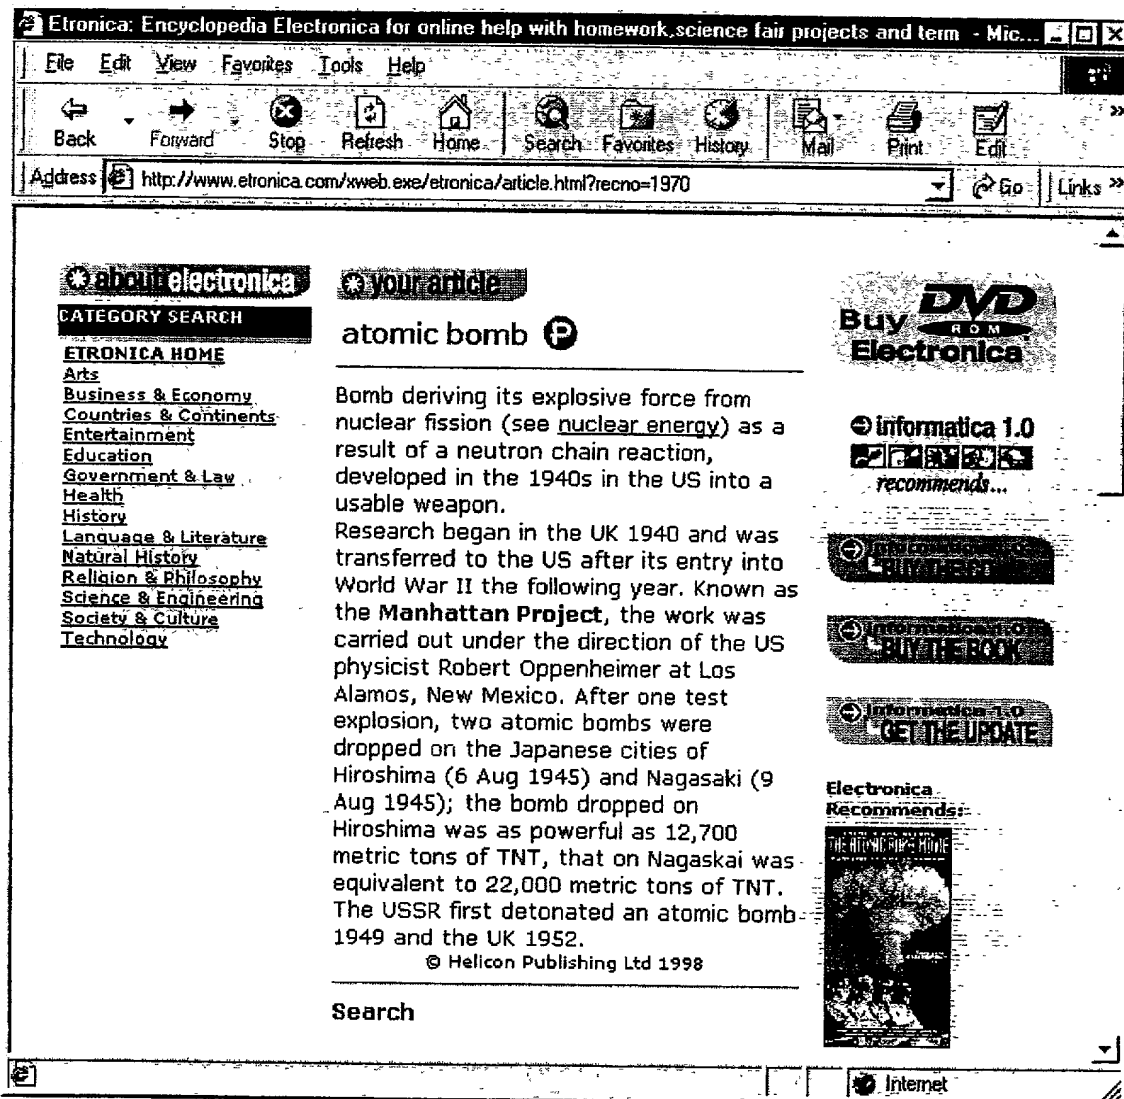 Etronica: Encyclopedia Electronica for online help with homework,science fair projects and term - Mic...
File Edit View Favorites Tools Help
Back Forward Stop Refresh Home Search Favorites History Mail Print Edit »
Address http://www.etronica.com/xweb.exe/etronica/article.html?recno=1970 Go Links »
about electronica
CATEGORY SEARCH
ETRONICA HOME
Arts
Business & Economy
Countries & Continents
Entertainment
Education
Government & Law
Health
History
Language & Literature
Natural History
Religion & Philosophy
Science & Engineering
Society & Culture
Technology
your article
atomic bomb P
Bomb deriving its explosive force from
nuclear fission (see nuclear energy) as a
result of a neutron chain reaction,
developed in the 1940s in the US into a
usable weapon.
Research began in the UK 1940 and was
transferred to the US after its entry into
World War II the following year. Known as
the Manhattan Project, the work was
carried out under the direction of the US
physicist Robert Oppenheimer at Los
Alamos, New Mexico. After one test
explosion, two atomic bombs were
dropped on the Japanese cities of
Hiroshima (6 Aug 1945) and Nagasaki (9
Aug 1945); the bomb dropped on
Hiroshima was as powerful as 12,700
metric tons of TNT, that on Nagaskai was
equivalent to 22,000 metric tons of TNT.
The USSR first detonated an atomic bomb
1949 and the UK 1952.
© Helicon Publishing Ltd 1998
Search
Buy DVD
ROM
Electronica
informatica 1.0
recommends...
BUY THE
Informatica 1.0
BUY THE BOOK
Informatica 1.0
GET THE UPDATE
Electronica
Recommends:
Internet